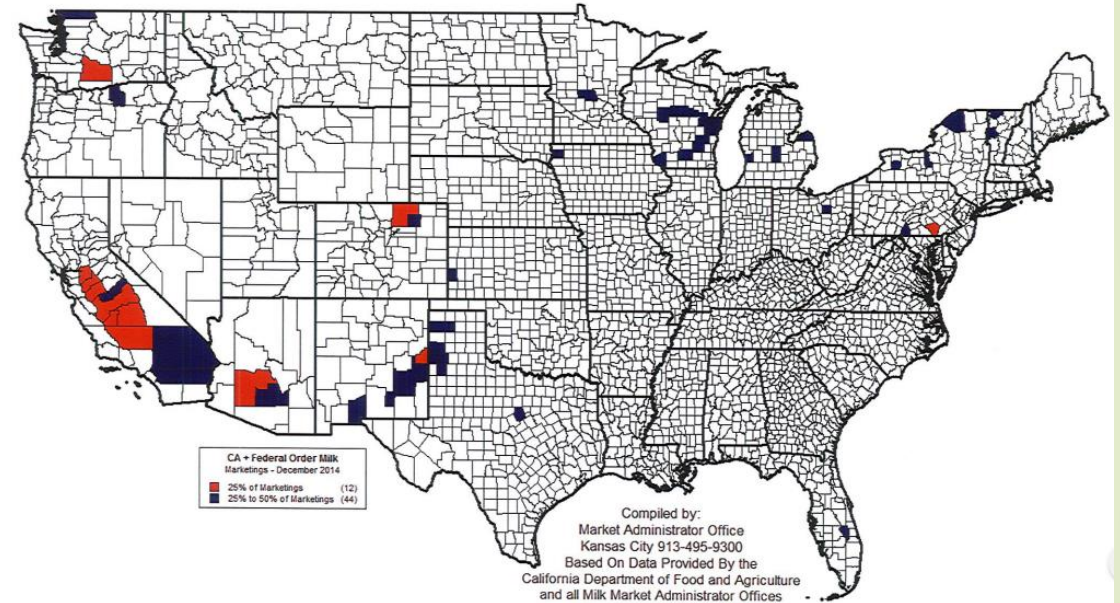 CA + Federal Order Milk
Marketings - December 2014
25% of Marketings (12)
25% to 50% of Marketings (44)
Compiled by:
Market Administrator Office
Kansas City 913-495-9300
Based On Data Provided By the
California Department of Food and Agriculture
and all Milk Market Administrator Offices